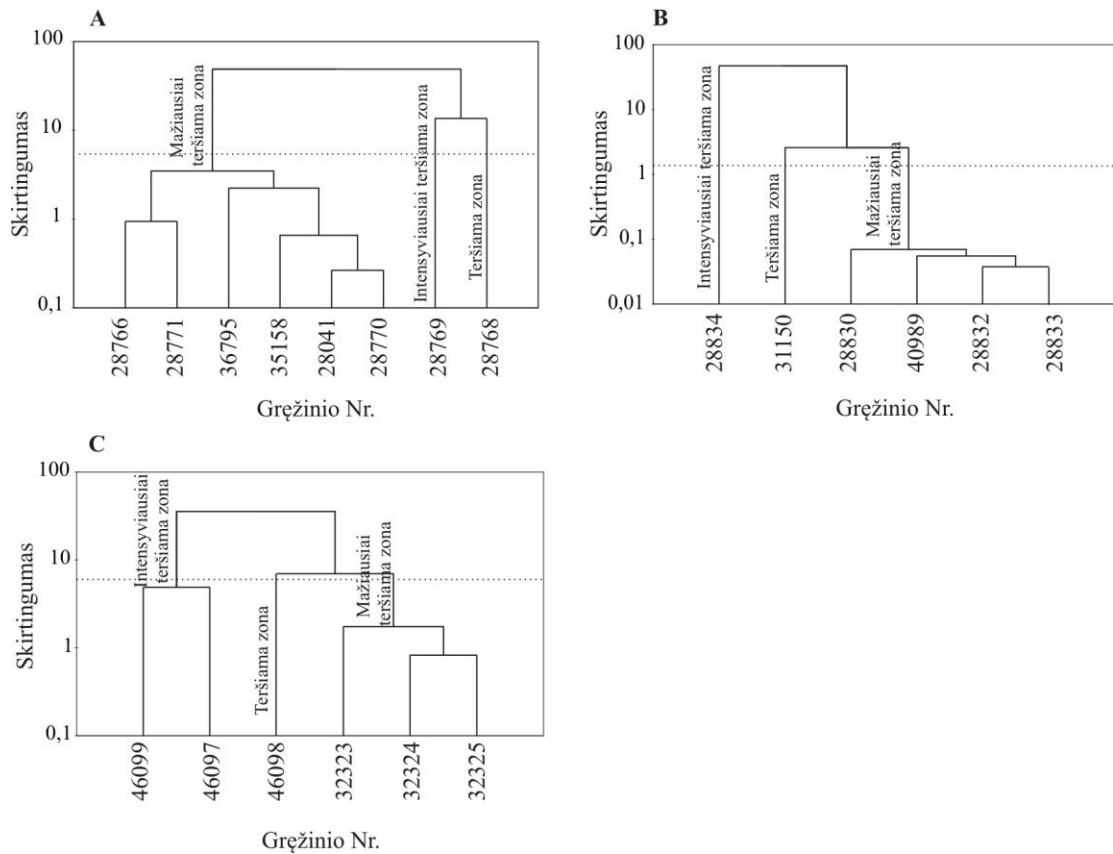 A
Skirtingumas
100
10
1
0,1
Mažiausiai
teršiama zona
Intensyviausiai teršiama zona
Teršiama zona
28766
28771
36795
35158
28041
28770
28769
28768
Gręžinio Nr.
B
Skirtingumas
100
10
1
0,1
0,01
Intensyviausiai teršiama zona
Teršiama zona
Mažiausiai
teršiama zona
28834
31150
28830
40989
28832
28833
Gręžinio Nr.
C
Skirtingumas
100
10
1
0,1
Intensyviausiai
teršiama zona
Teršiama zona
Mažiausiai
teršiama zona
46099
46097
46098
32323
32324
32325
Gręžinio Nr.